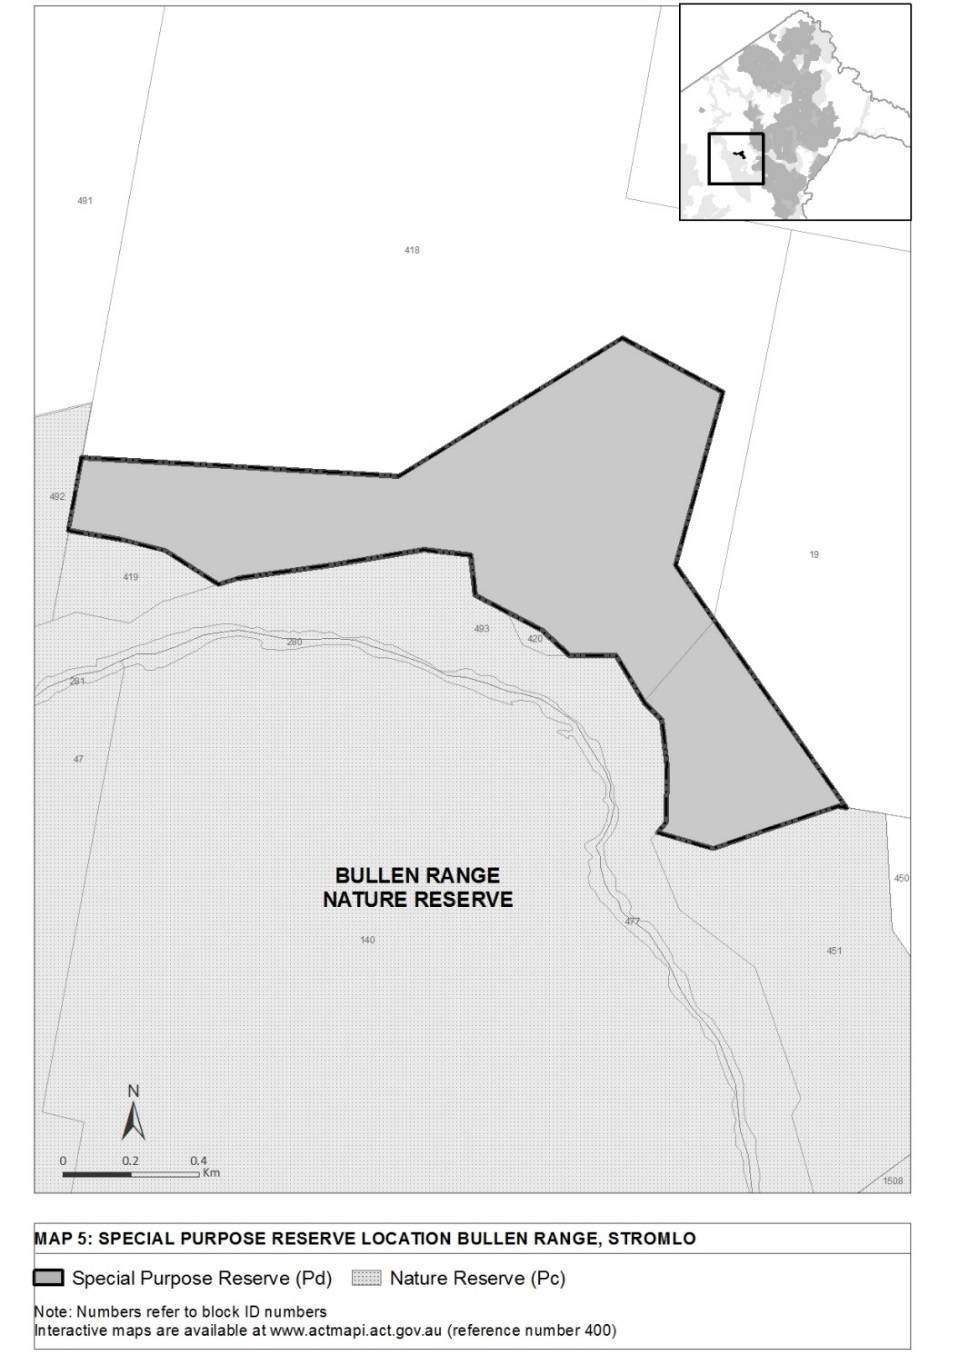 491
418
492
419
19
493
420
280
281
47
BULLEN RANGE
NATURE RESERVE
450
477
140
451
N
0 0.2 0.4
Km
1508
MAP 5: SPECIAL PURPOSE RESERVE LOCATION BULLEN RANGE, STROMLO
Special Purpose Reserve (Pd) Nature Reserve (Pc)
Note: Numbers refer to block ID numbers
Interactive maps are available at www.actmapi.act.gov.au (reference number 400)